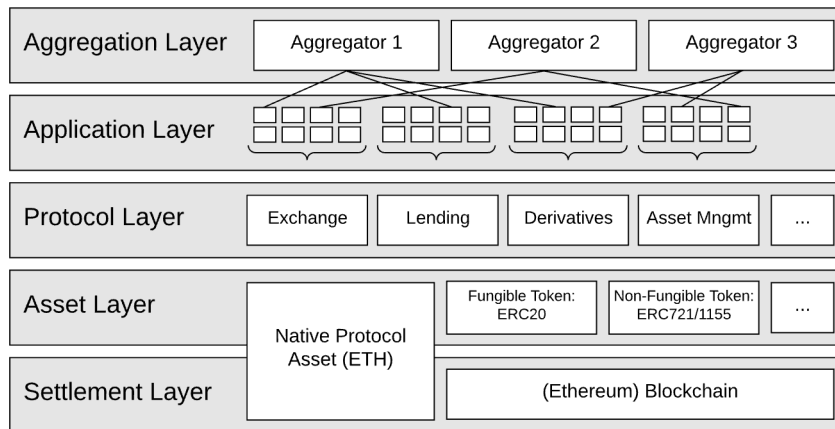 Aggregation Layer
Aggregator 1
Aggregator 2
Aggregator 3
Application Layer
Protocol Layer
Exchange
Lending
Derivatives
Asset Mngmt
...
Asset Layer
Native Protocol
Asset (ETH)
Fungible Token:
ERC20
Non-Fungible Token:
ERC721/1155
...
Settlement Layer
(Ethereum) Blockchain